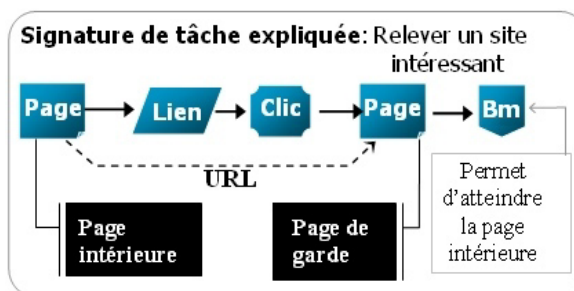 Signature de tâche expliquée: Relever un site
intéressant
Page Lien Clic Page Bm
URL
Page
intérieure
Page de
garde
Permet
d'atteindre
la page
intérieure